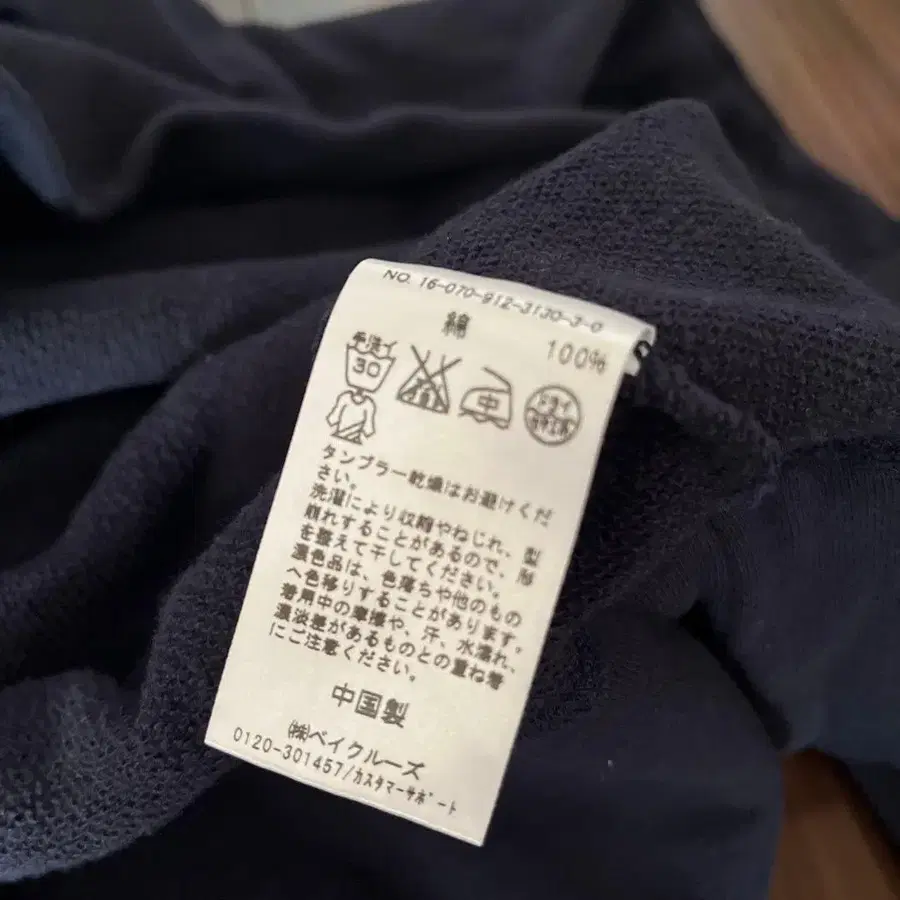 NO. 16-070-912-3130-3-0
綿 100%
手洗イ
30
中
ドライ
セキユ系
タンブラー乾燥はお避けくだ
さい。
洗濯により収縮やねじれ、型
崩れすることがあるので、形
を整えて干してください。
濃色品は、色落ちや他のもの
へ色移りすることがあります。
着用中の摩擦や、汗、水濡れ、
濃淡差があるものとの重ね着
にご注意ください。
中国製
㈱ベイクルーズ
0120-301457/カスタマーサポート
S